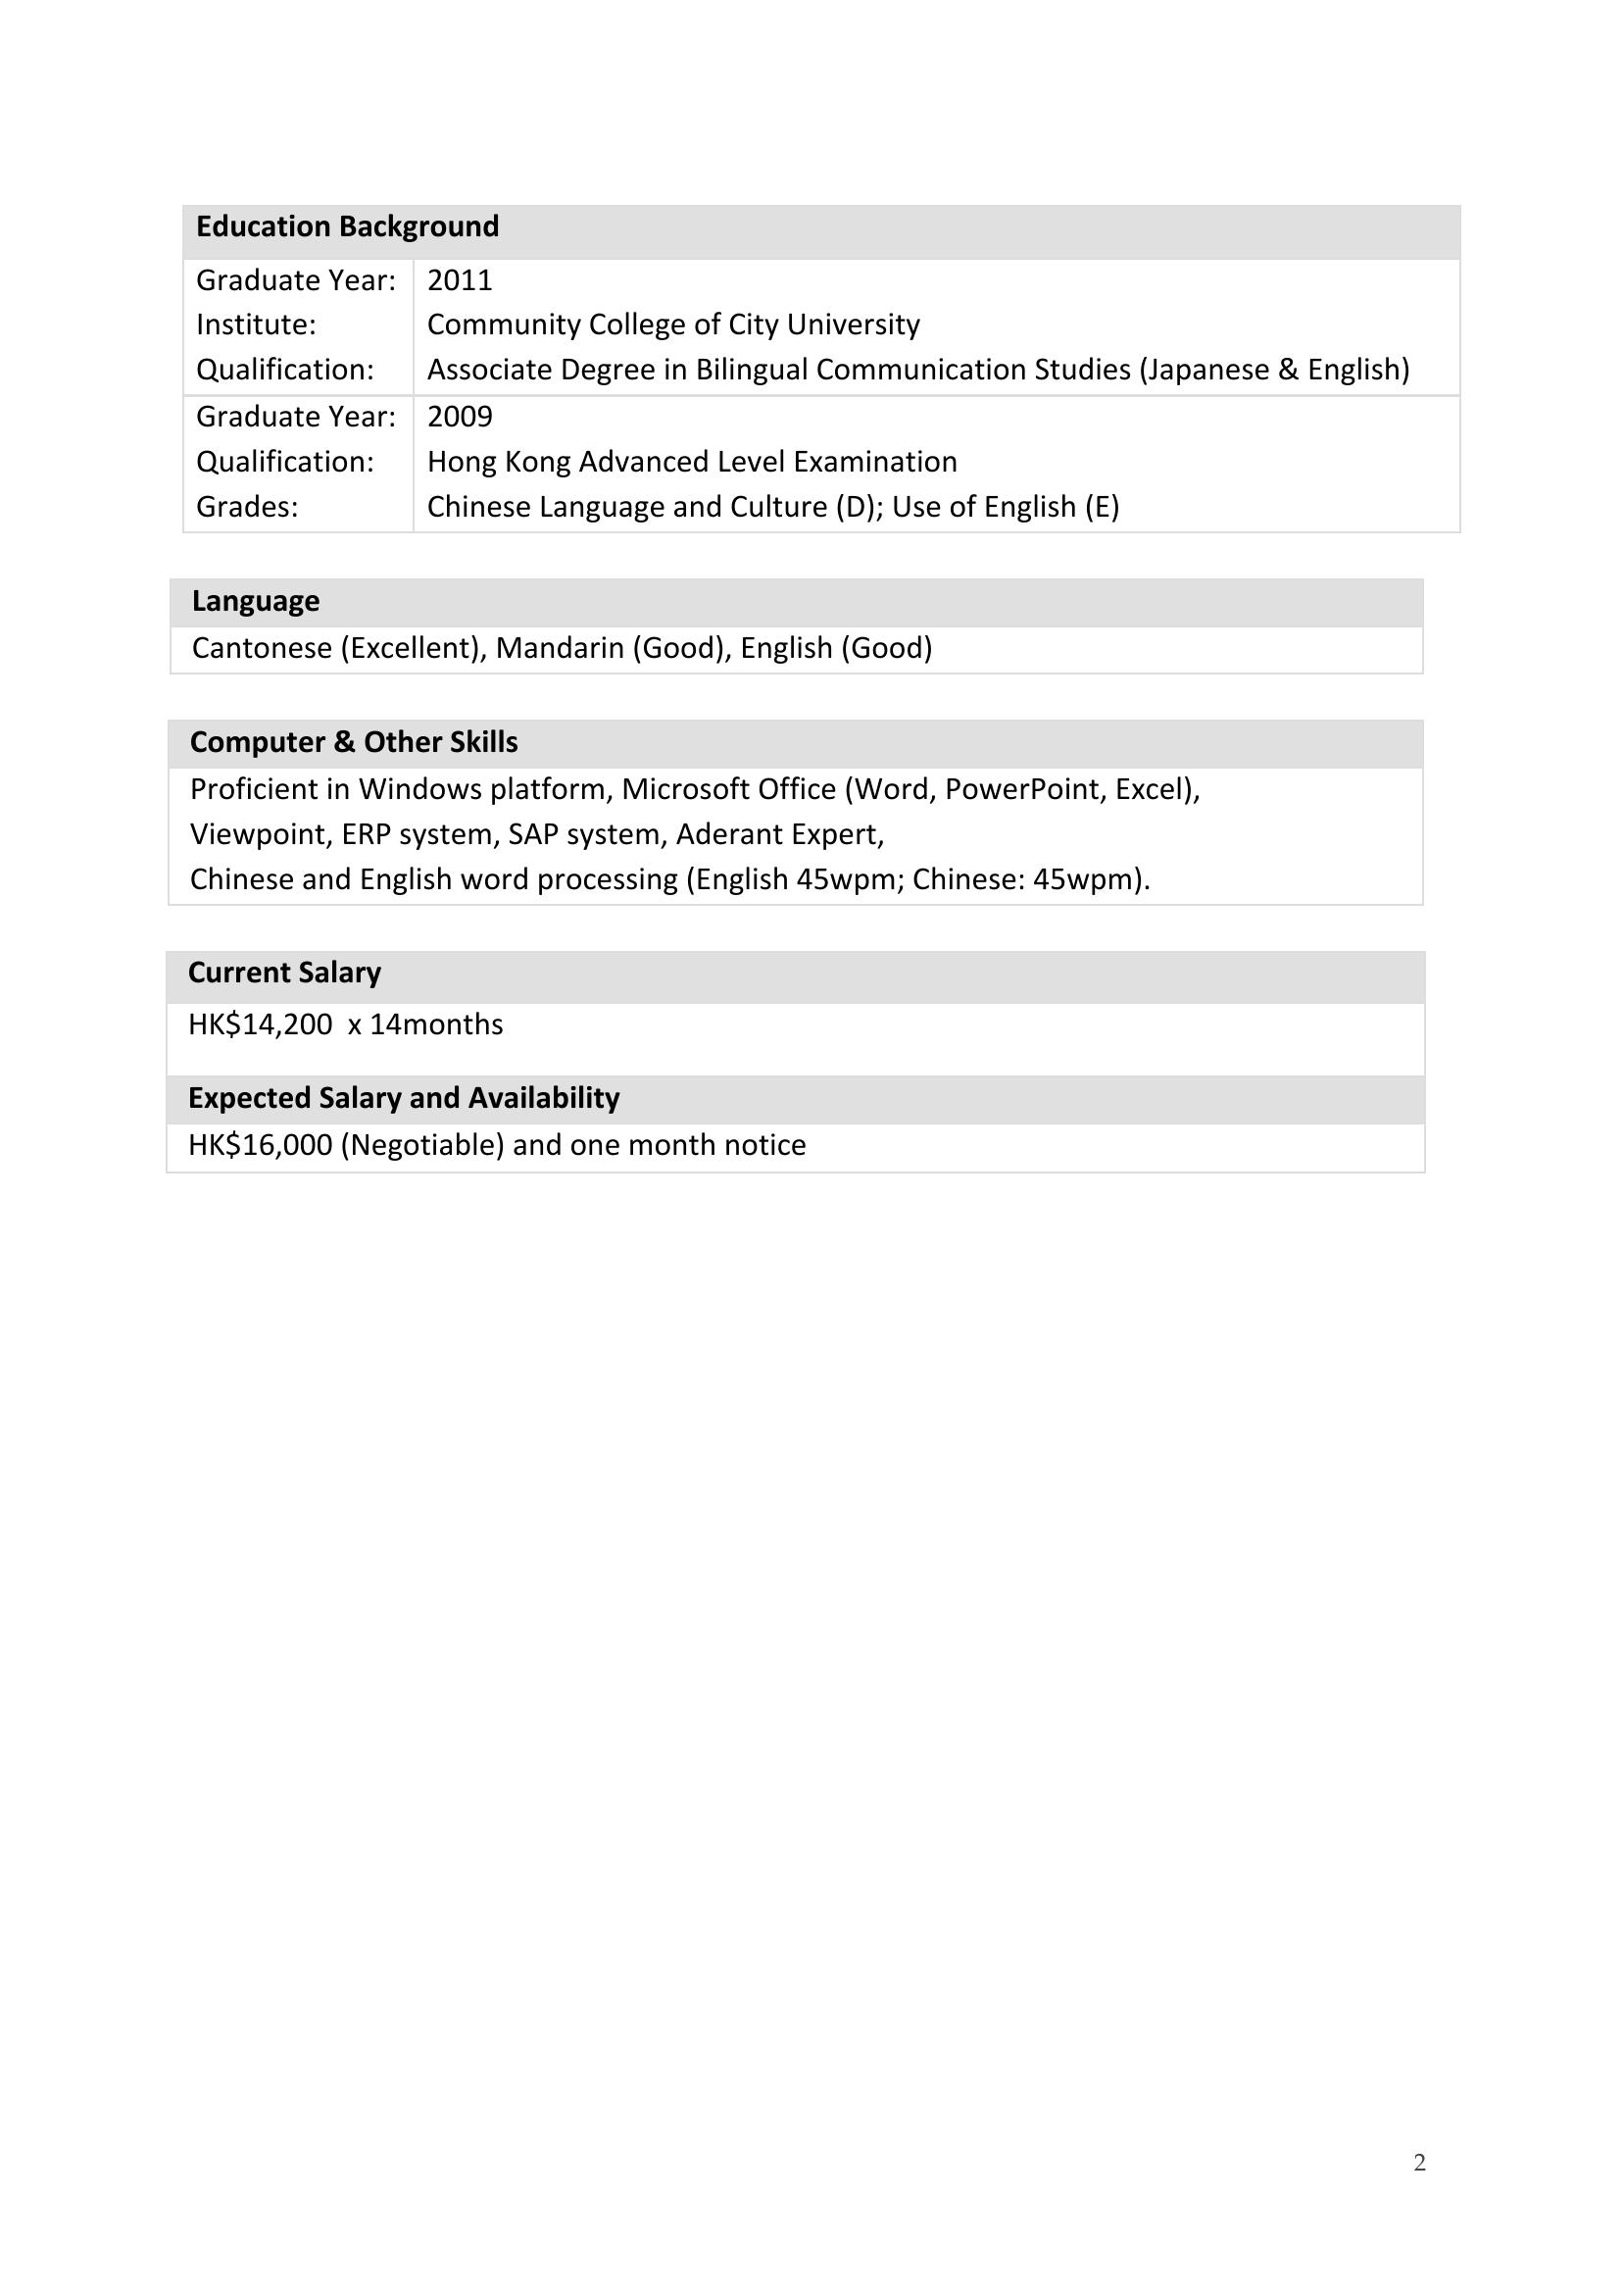 Education Background
Graduate Year: 2011
Institute: Community College of City University
Qualification: Associate Degree in Bilingual Communication Studies (Japanese & English)
Graduate Year: 2009
Qualification: Hong Kong Advanced Level Examination
Grades: Chinese Language and Culture (D); Use of English (E)
Language
Cantonese (Excellent), Mandarin (Good), English (Good)
Computer & Other Skills
Proficient in Windows platform, Microsoft Office (Word, PowerPoint, Excel),
Viewpoint, ERP system, SAP system, Aderant Expert,
Chinese and English word processing (English 45wpm; Chinese: 45wpm).
Current Salary
HK$14,200  x 14months
Expected Salary and Availability
HK$16,000 (Negotiable) and one month notice
2